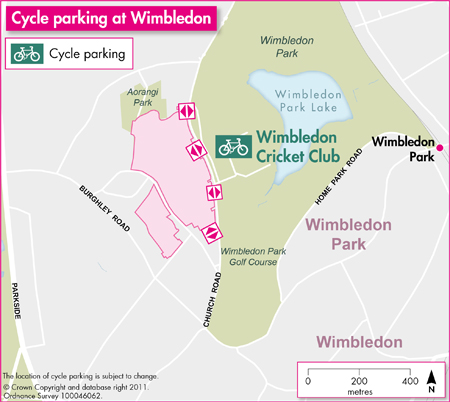 Cycle parking at Wimbledon
Cycle parking
Wimbledon
Park
Aorangi
Park
Wimbledon
Park Lake
Wimbledon
Cricket Club
Wimbledon
Park
HOME PARK ROAD
BURGHLEY ROAD
Wimbledon
Park
Wimbledon Park
Golf Course
CHURCH ROAD
PARKSIDE
Wimbledon
The location of cycle parking is subject to change.
© Crown Copyright and database right 2011.
Ordnance Survey 100046062.
0 200 400
metres
N